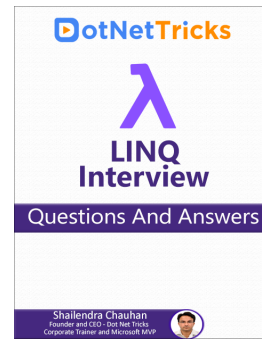 DotNetTricks
λ
LINQ
Interview
Questions And Answers
Shailendra Chauhan
Founder and CEO - Dot Net Tricks
Corporate Trainer and Microsoft MVP